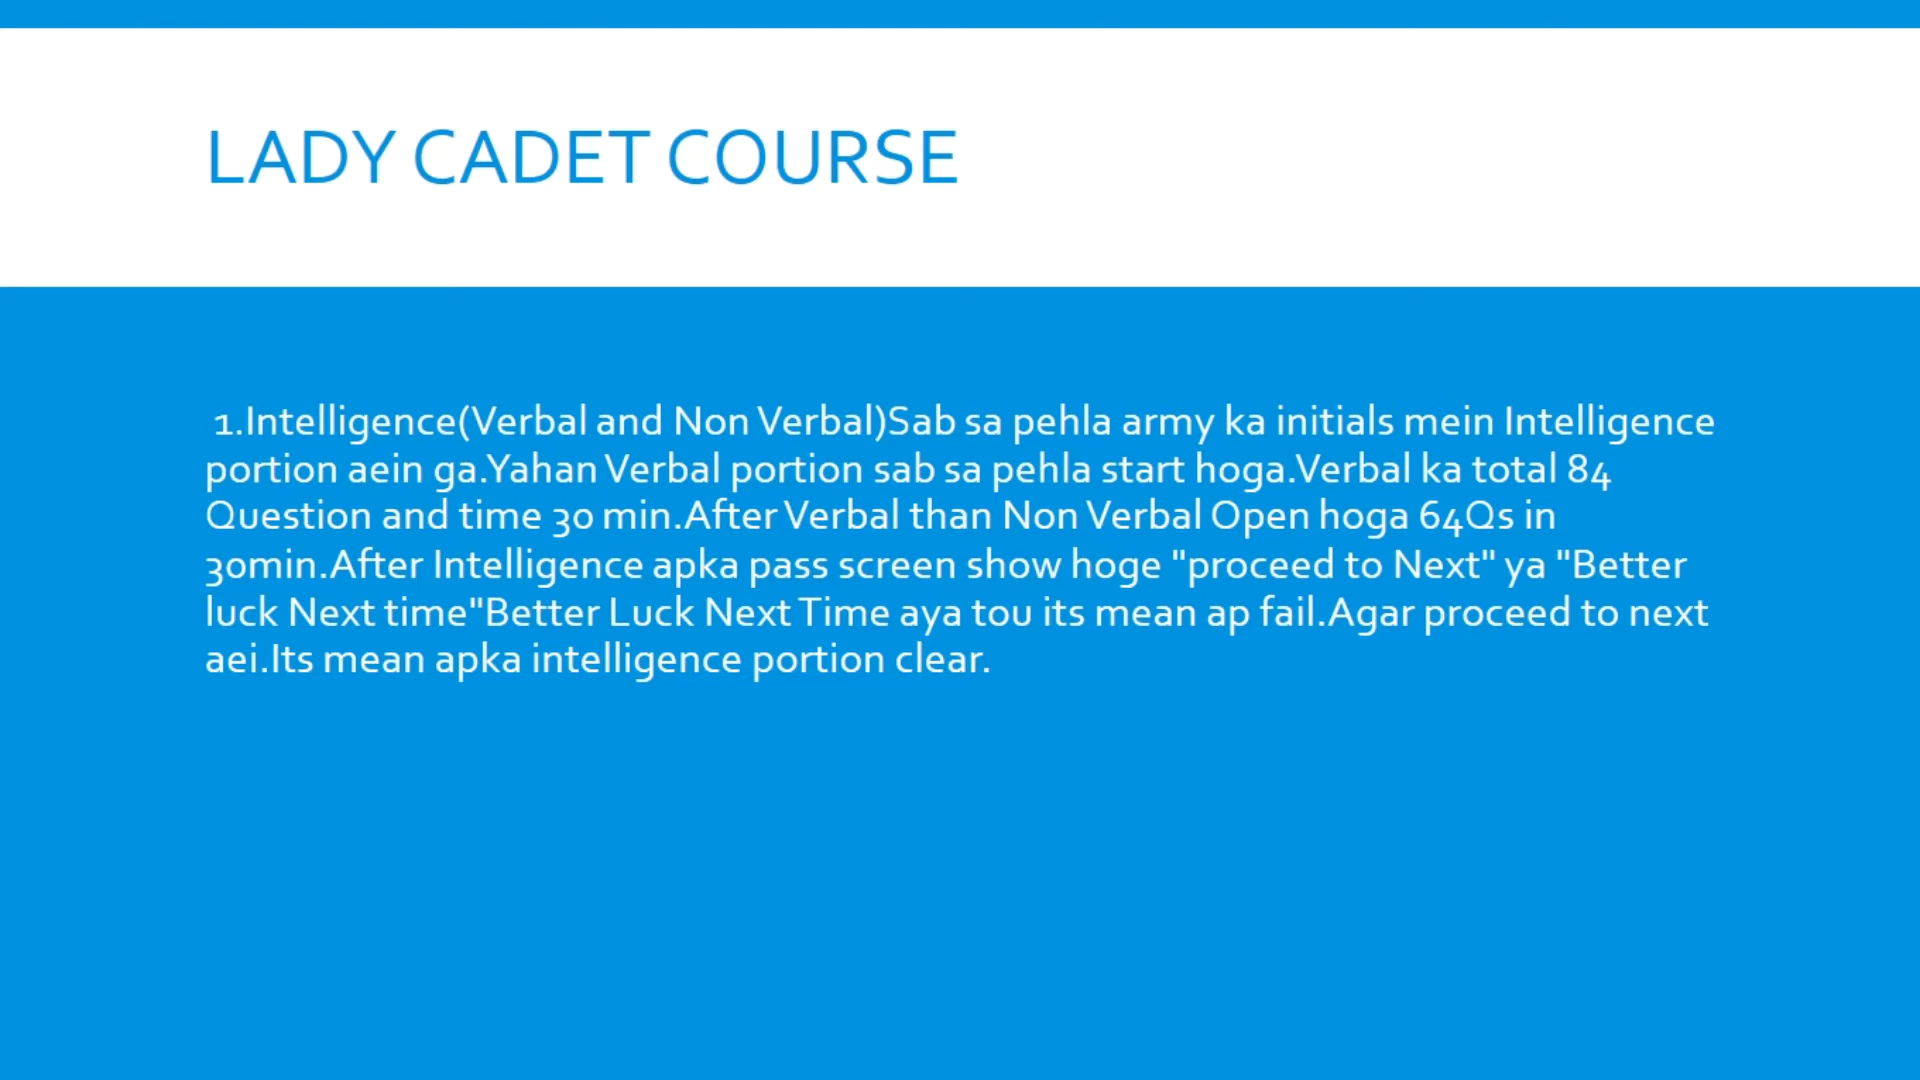 LADY CADET COURSE
1.Intelligence(Verbal and Non Verbal)Sab sa pehla army ka initials mein Intelligence
portion aein ga.Yahan Verbal portion sab sa pehla start hoga.Verbal ka total 84
Question and time 30 min.After Verbal than Non Verbal Open hoga 64Qs in
30min.After Intelligence apka pass screen show hoge "proceed to Next" ya "Better
luck Next time"Better Luck Next Time aya tou its mean ap fail.Agar proceed to next
aei.Its mean apka intelligence portion clear.